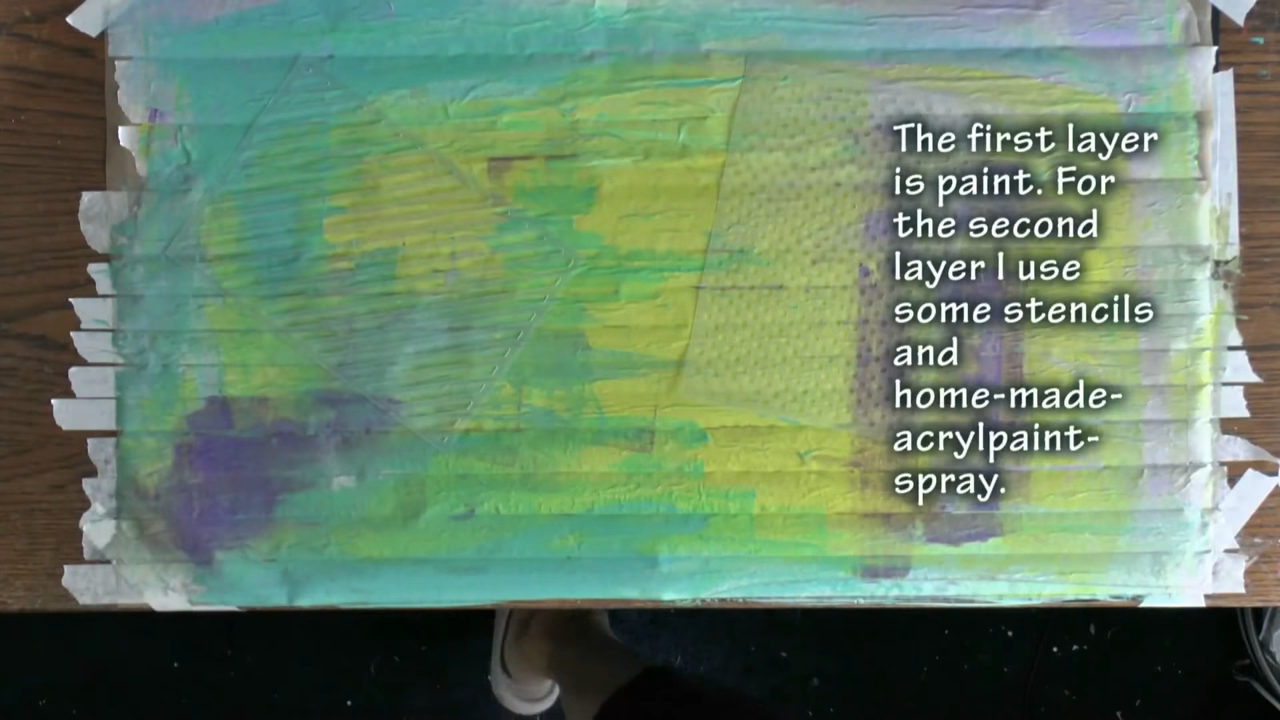 The first layer
is paint. For
the second
layer I use
some stencils
and
home-made-
acrylpaint-
spray.